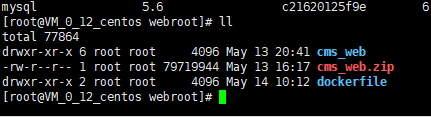 mysql 5.6 c21620125f9e 6
[root@VM_0_12_centos webroot]# ll
total 77864
drwxr-xr-x 6 root root 4096 May 13 20:41 cms_web
-rw-r--r-- 1 root root 79719944 May 13 16:17 cms_web.zip
drwxr-xr-x 2 root root 4096 May 14 10:12 dockerfile
[root@VM_0_12_centos webroot]#